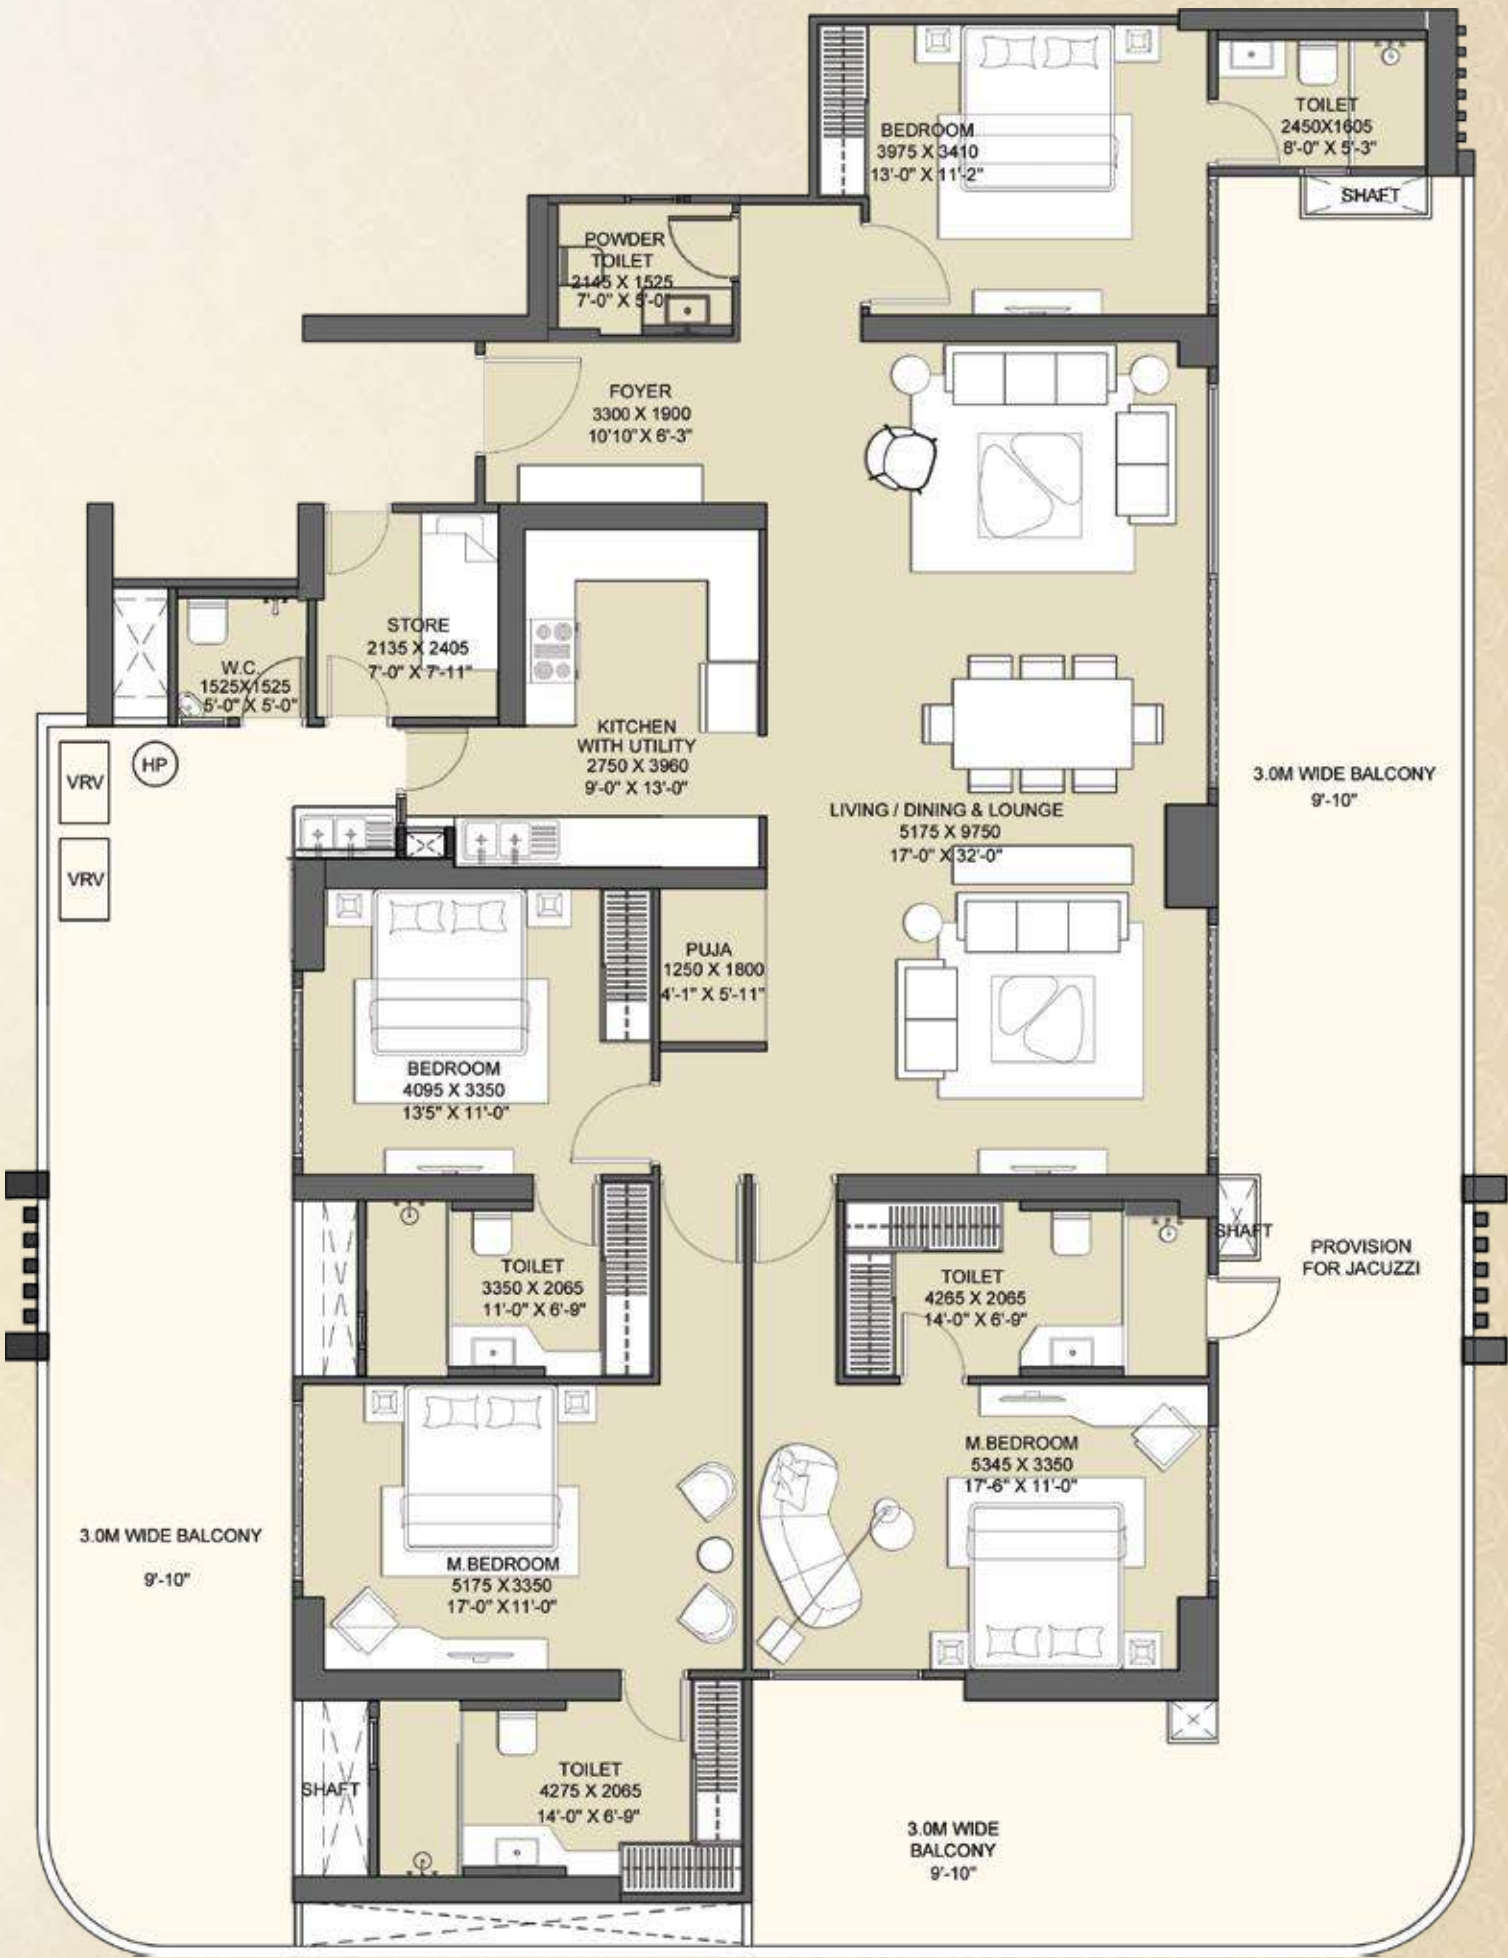 BEDROOM
3975 X 3410
13'-0" X 11'-2"
TOILET
2450X1605
8'-0" X 5'-3"
SHAFT
POWDER
TOILET
2145 X 1525
7'-0" X 5'-0"
FOYER
3300 X 1900
10'10" X 6'-3"
STORE
2135 X 2405
7'-0" X 7'-11"
W.C.
1525X1525
5'-0" X 5'-0"
KITCHEN
WITH UTILITY
2750 X 3960
9'-0" X 13'-0"
VRV
HP
VRV
3.0M WIDE BALCONY
9'-10"
LIVING / DINING & LOUNGE
5175 X 9750
17'-0" X 32'-0"
PUJA
1250 X 1800
4'-1" X 5'-11"
BEDROOM
4095 X 3350
13'5" X 11'-0"
TOILET
3350 X 2065
11'-0" X 6'-9"
TOILET
4265 X 2065
14'-0" X 6'-9"
SHAFT
PROVISION
FOR JACUZZI
M.BEDROOM
5345 X 3350
17'-6" X 11'-0"
3.0M WIDE BALCONY
9'-10"
M.BEDROOM
5175 X 3350
17'-0" X 11'-0"
SHAFT
TOILET
4275 X 2065
14'-0" X 6'-9"
3.0M WIDE
BALCONY
9'-10"